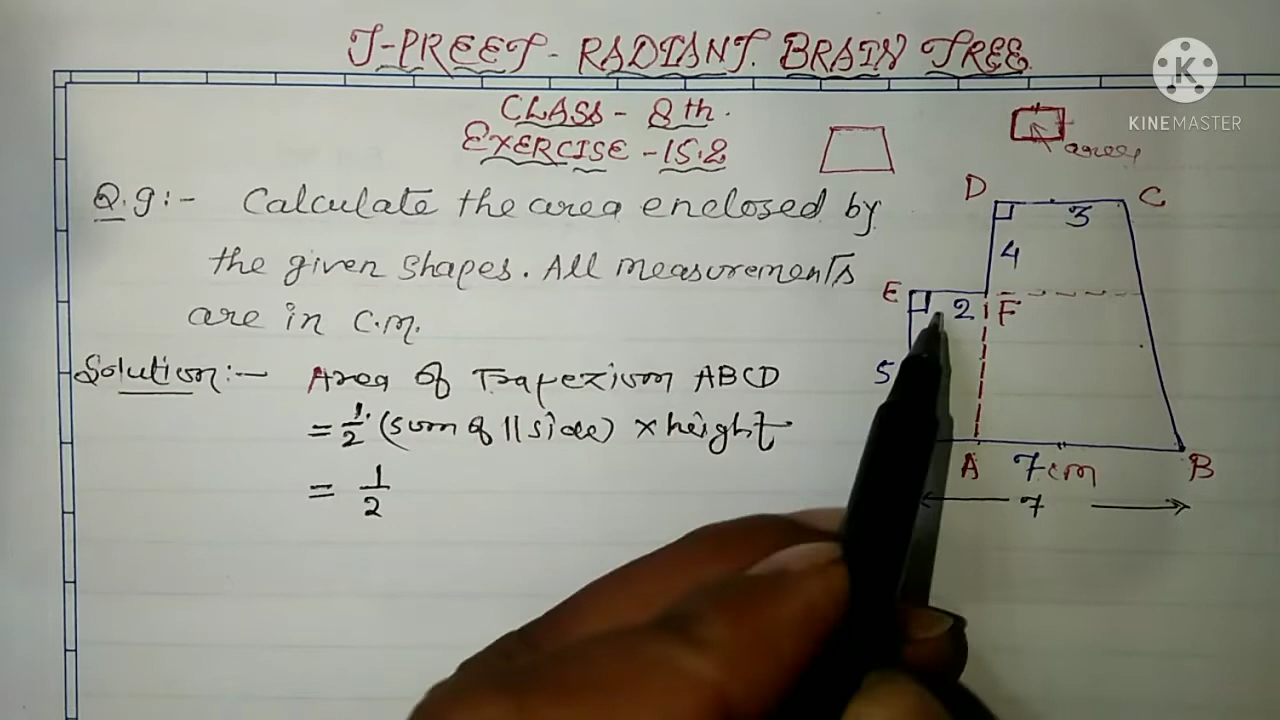 J-PREET- RADIANT. BRAIN TREE.
KINEMASTER
CLASS - 8th.
EXERCISE - 15.2
area
Q.9:- Calculate the area enclosed by
the given shapes. All measurements
are in C.m.
Solution:- Area of Trapezium ABCD
= 1/2 (sum of || side) × height
= 1/2
D 3 C
4
E 2 F
5
A 7cm B
7